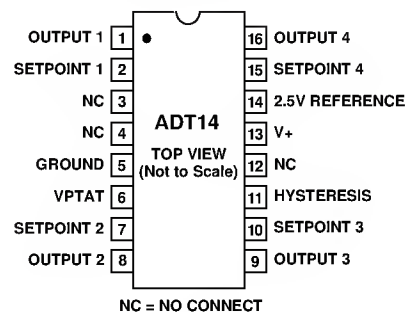 OUTPUT 1 1 16 OUTPUT 4
SETPOINT 1 2 15 SETPOINT 4
NC 3 14 2.5V REFERENCE
NC 4 13 V+
ADT14
TOP VIEW
(Not to Scale)
GROUND 5 12 NC
VPTAT 6 11 HYSTERESIS
SETPOINT 2 7 10 SETPOINT 3
OUTPUT 2 8 9 OUTPUT 3
NC = NO CONNECT